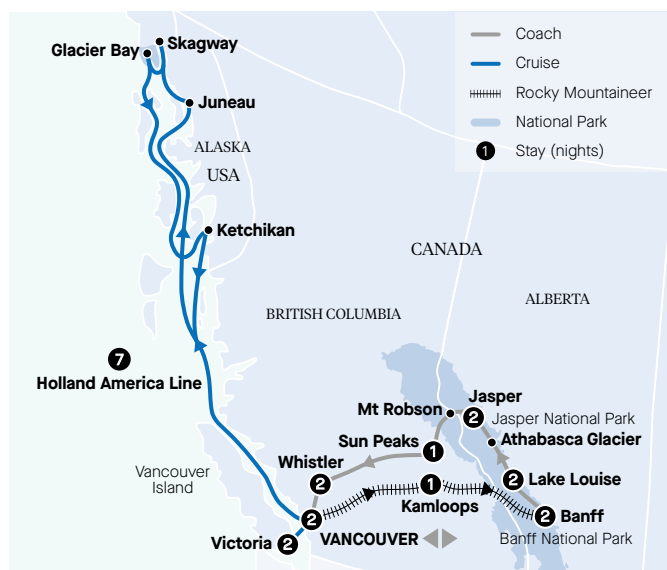 Glacier Bay
Skagway
Juneau
ALASKA
USA
Ketchikan
Coach
Cruise
Rocky Mountaineer
National Park
1 Stay (nights)
CANADA
BRITISH COLUMBIA
ALBERTA
7
Holland America Line
Vancouver
Island
Mt Robson
Jasper
2
Jasper National Park
Athabasca Glacier
Sun Peaks
1
Whistler
2
1
Kamloops
2
Lake Louise
2
Banff
Banff National Park
2
VANCOUVER
Victoria
2